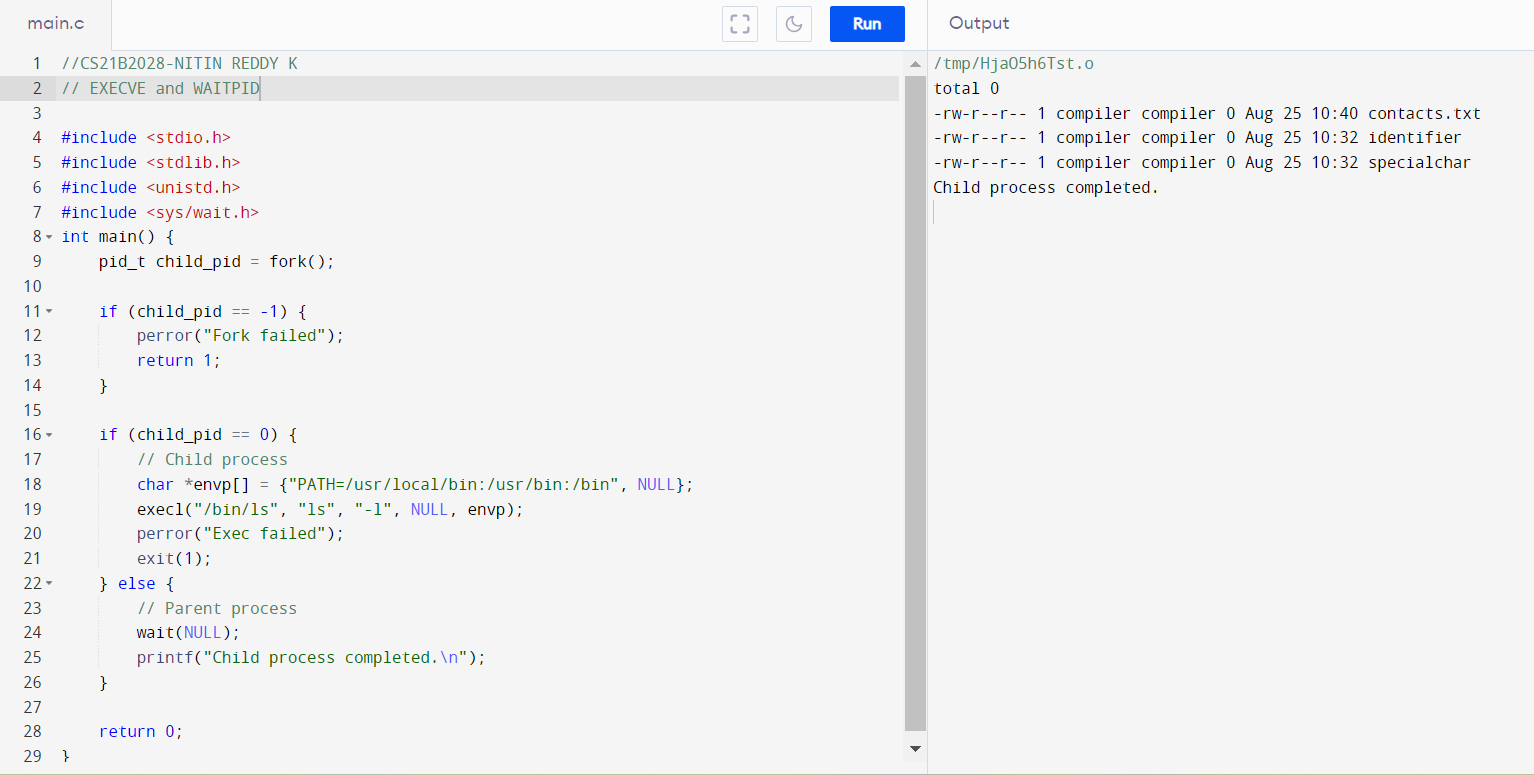 main.c
Run
Output
1 //CS21B2028-NITIN REDDY K
2 // EXECVE and WAITPID
3
4 #include <stdio.h>
5 #include <stdlib.h>
6 #include <unistd.h>
7 #include <sys/wait.h>
8 int main() {
9     pid_t child_pid = fork();
10
11     if (child_pid == -1) {
12         perror("Fork failed");
13         return 1;
14     }
15
16     if (child_pid == 0) {
17         // Child process
18         char *envp[] = {"PATH=/usr/local/bin:/usr/bin:/bin", NULL};
19         execl("/bin/ls", "ls", "-l", NULL, envp);
20         perror("Exec failed");
21         exit(1);
22     } else {
23         // Parent process
24         wait(NULL);
25         printf("Child process completed.\n");
26     }
27
28     return 0;
29 }
/tmp/HjaO5h6Tst.o
total 0
-rw-r--r-- 1 compiler compiler 0 Aug 25 10:40 contacts.txt
-rw-r--r-- 1 compiler compiler 0 Aug 25 10:32 identifier
-rw-r--r-- 1 compiler compiler 0 Aug 25 10:32 specialchar
Child process completed.